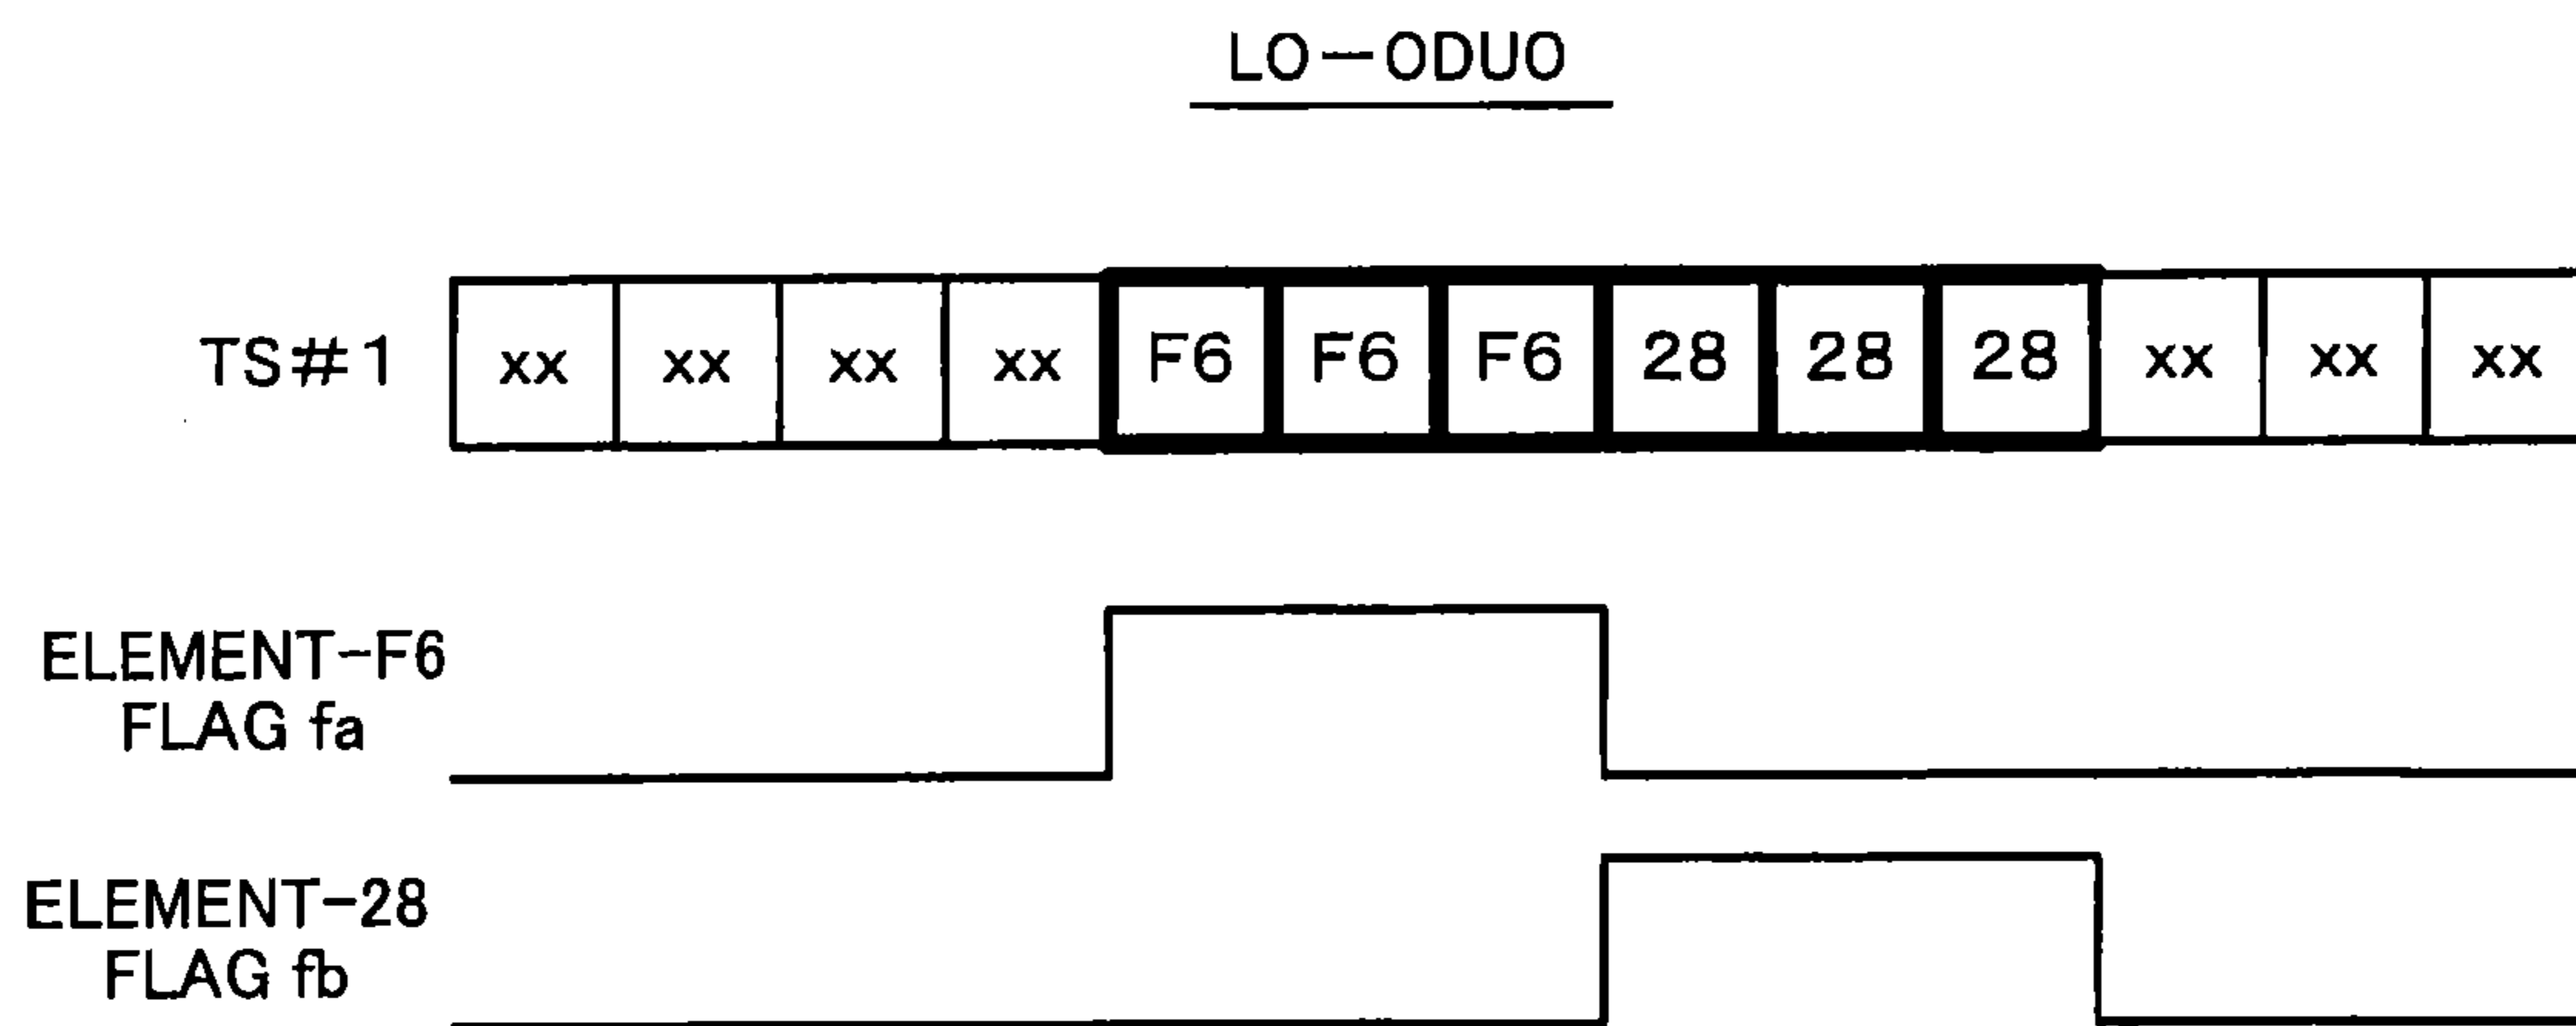 LO-ODUO
TS#1 xx xx xx xx F6 F6 F6 28 28 28 xx xx xx
ELEMENT-F6
FLAG fa
ELEMENT-28
FLAG fb